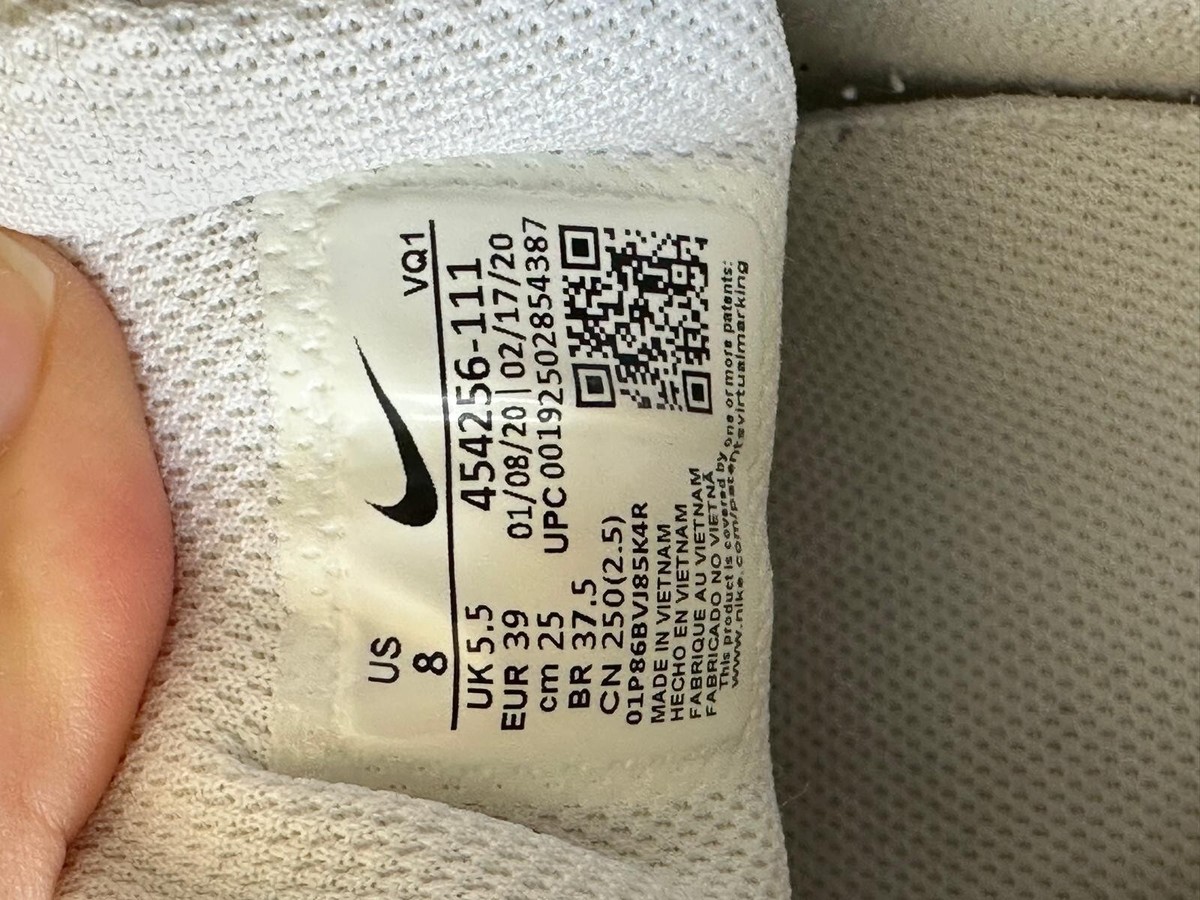 VQ1
US
8
UK 5.5
454256-111
EUR 39
01/08/20 | 02/17/20
cm 25
UPC 00192502854387
BR 37.5
CN 250(2.5)
01P86BVJ85K4R
MADE IN VIETNAM
HECHO EN VIETNAM
FABRIQUE AU VIETNAM
FABRICADO NO VIETNÃ
This product is covered by one or more patents:
www.nike.com/patentsvirtualmarking